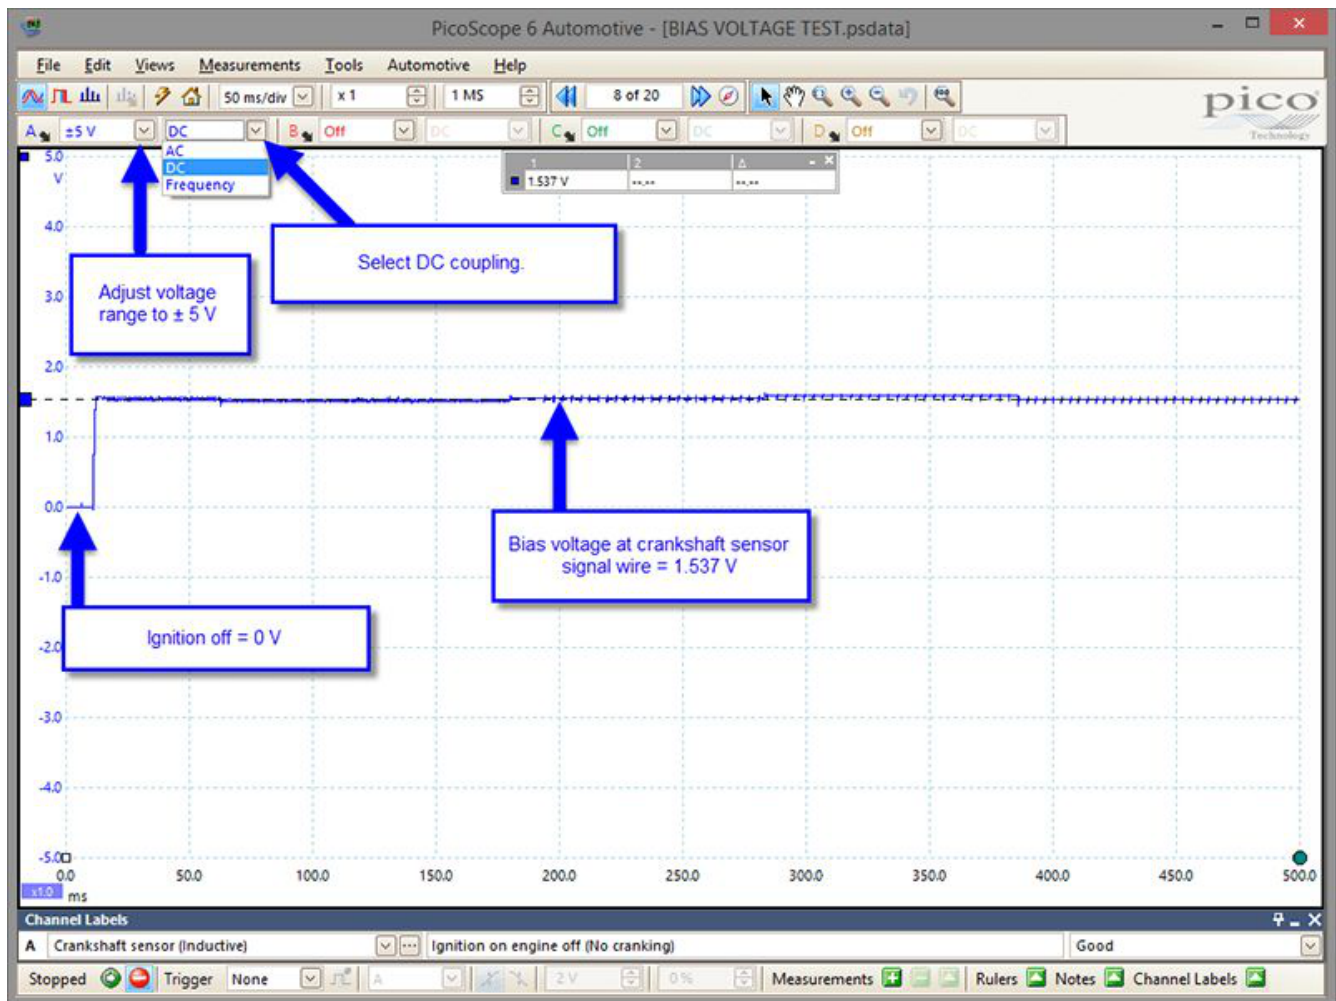 PicoScope 6 Automotive - [BIAS VOLTAGE TEST.psdata]
File Edit Views Measurements Tools Automotive Help
50 ms/div x 1 1 MS 8 of 20
pico
Technology
A ±5 V DC B Off DC C Off DC D Off DC
AC
DC
Frequency
1 2 Δ
1.537 V --.-- --.--
5.0
V
4.0
3.0
2.0
1.0
0.0
-1.0
-2.0
-3.0
-4.0
-5.0
Select DC coupling.
Adjust voltage
range to ± 5 V
Bias voltage at crankshaft sensor
signal wire = 1.537 V
Ignition off = 0 V
0.0 50.0 100.0 150.0 200.0 250.0 300.0 350.0 400.0 450.0 500.0
x1.0 ms
Channel Labels
A Crankshaft sensor (Inductive) Ignition on engine off (No cranking) Good
Stopped Trigger None A 2 V 0 % Measurements Rulers Notes Channel Labels